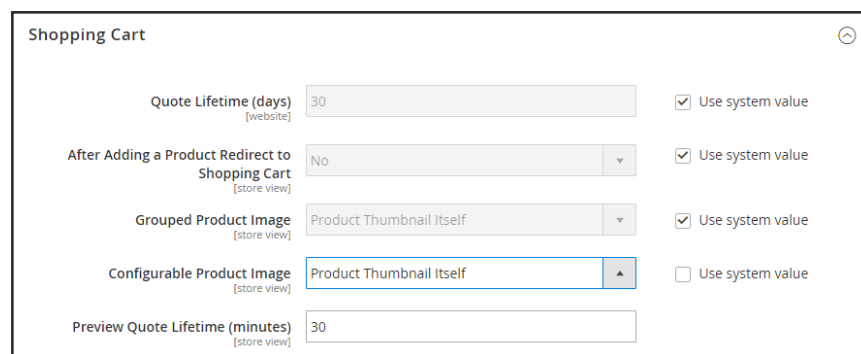 Shopping Cart
Quote Lifetime (days) 30 Use system value
[website]
After Adding a Product Redirect to
Shopping Cart No Use system value
[store view]
Grouped Product Image Product Thumbnail Itself Use system value
[store view]
Configurable Product Image Product Thumbnail Itself Use system value
[store view]
Preview Quote Lifetime (minutes) 30
[store view]